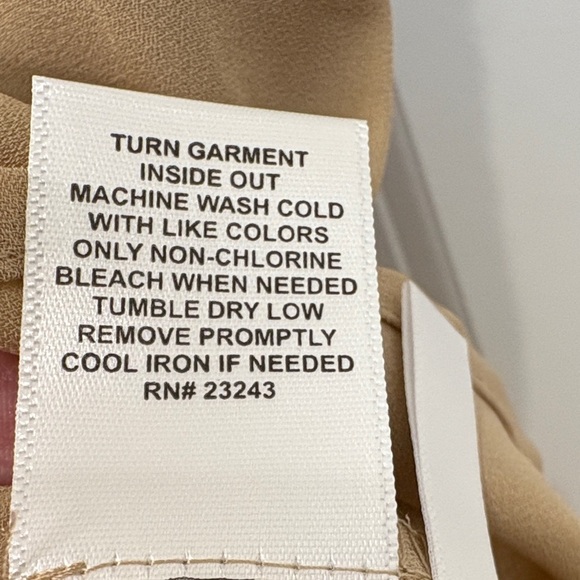 TURN GARMENT
INSIDE OUT
MACHINE WASH COLD
WITH LIKE COLORS
ONLY NON-CHLORINE
BLEACH WHEN NEEDED
TUMBLE DRY LOW
REMOVE PROMPTLY
COOL IRON IF NEEDED
RN# 23243